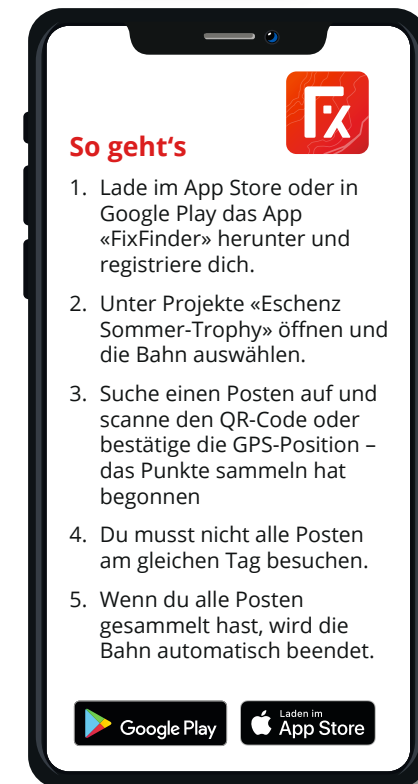 Fix
So geht‘s
1. Lade im App Store oder in
Google Play das App
«FixFinder» herunter und
registriere dich.
2. Unter Projekte «Eschenz
Sommer-Trophy» öffnen und
die Bahn auswählen.
3. Suche einen Posten auf und
scanne den QR-Code oder
bestätige die GPS-Position –
das Punkte sammeln hat
begonnen
4. Du musst nicht alle Posten
am gleichen Tag besuchen.
5. Wenn du alle Posten
gesammelt hast, wird die
Bahn automatisch beendet.
Google Play
Laden im
App Store